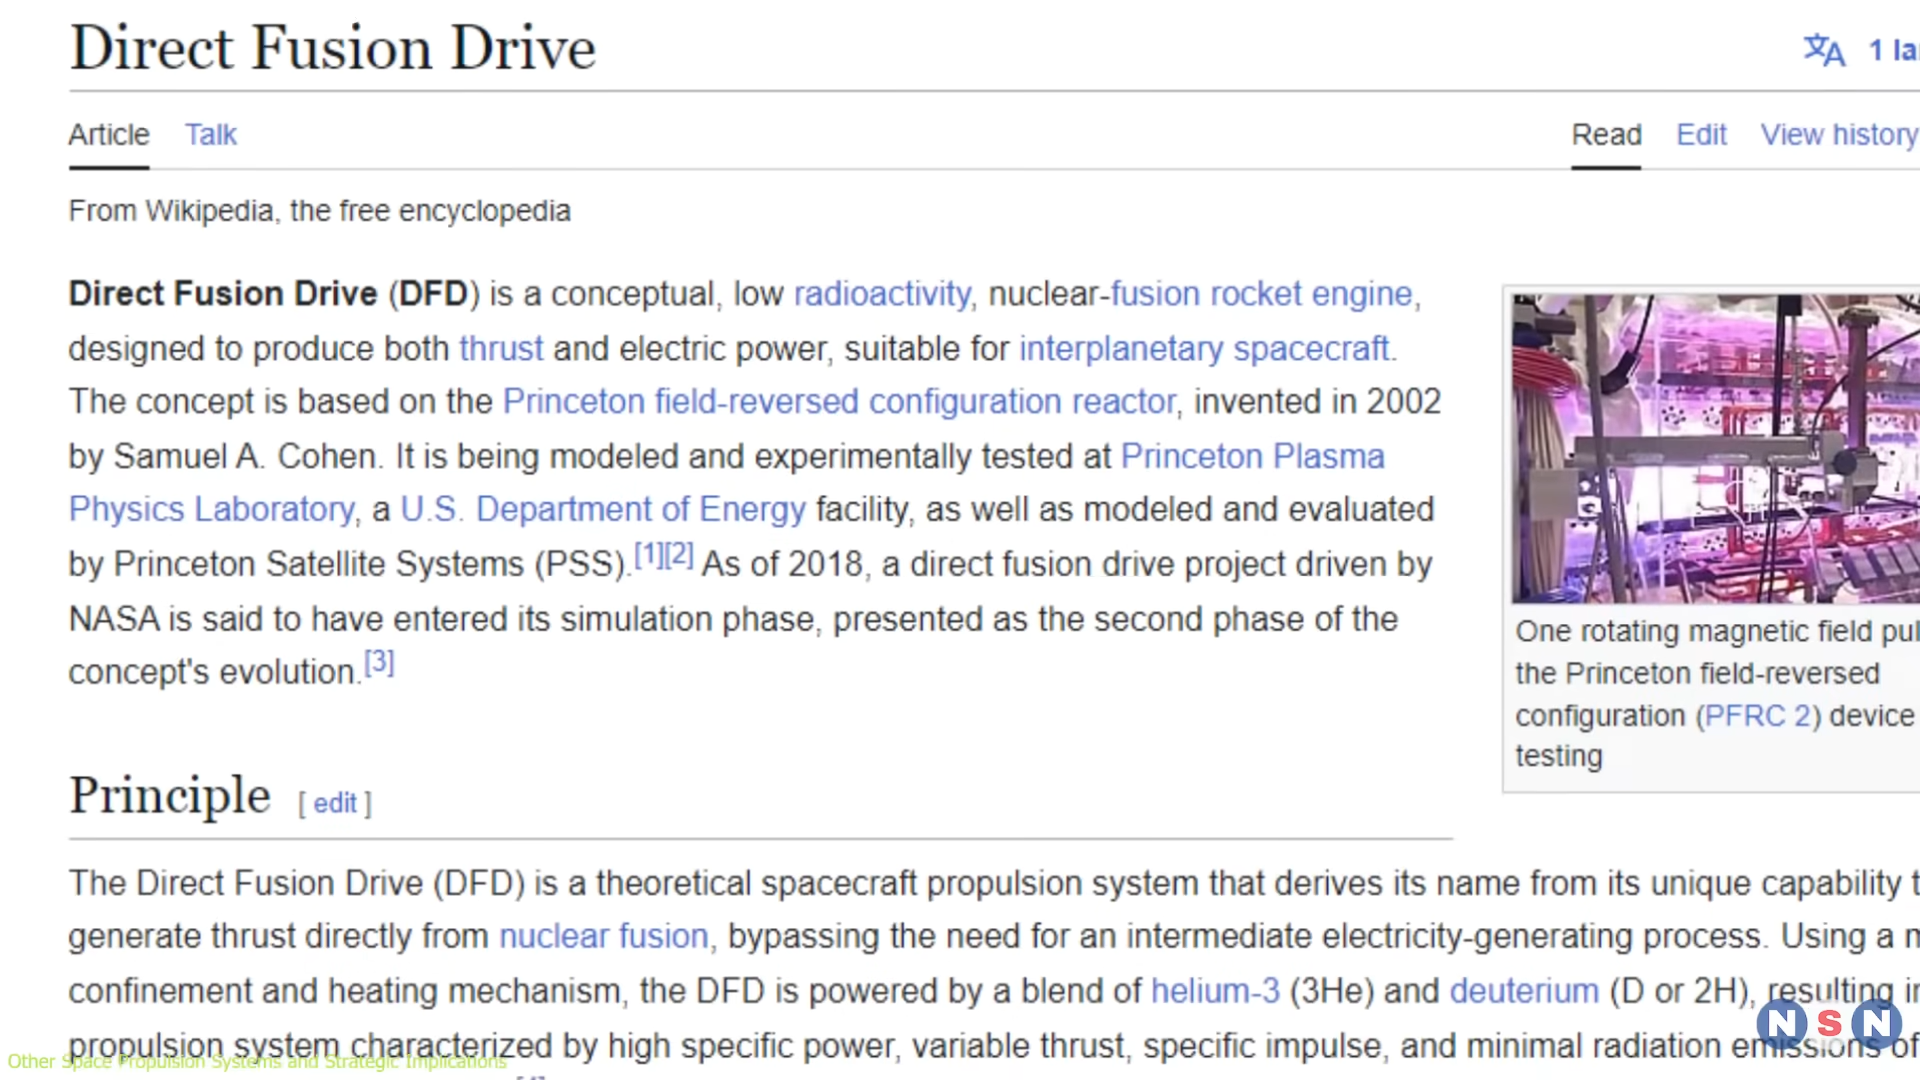 Direct Fusion Drive
1 la
Article Talk Read Edit View history
From Wikipedia, the free encyclopedia
Direct Fusion Drive (DFD) is a conceptual, low radioactivity, nuclear-fusion rocket engine,
designed to produce both thrust and electric power, suitable for interplanetary spacecraft.
The concept is based on the Princeton field-reversed configuration reactor, invented in 2002
by Samuel A. Cohen. It is being modeled and experimentally tested at Princeton Plasma
Physics Laboratory, a U.S. Department of Energy facility, as well as modeled and evaluated
by Princeton Satellite Systems (PSS).[1][2] As of 2018, a direct fusion drive project driven by
NASA is said to have entered its simulation phase, presented as the second phase of the
concept's evolution.[3]
One rotating magnetic field pul
the Princeton field-reversed
configuration (PFRC 2) device
testing
Principle [ edit ]
The Direct Fusion Drive (DFD) is a theoretical spacecraft propulsion system that derives its name from its unique capability t
generate thrust directly from nuclear fusion, bypassing the need for an intermediate electricity-generating process. Using a m
confinement and heating mechanism, the DFD is powered by a blend of helium-3 (3He) and deuterium (D or 2H), resulting in
propulsion system characterized by high specific power, variable thrust, specific impulse, and minimal radiation emissions of
Other Space Propulsion Systems and Strategic Implications
NSN